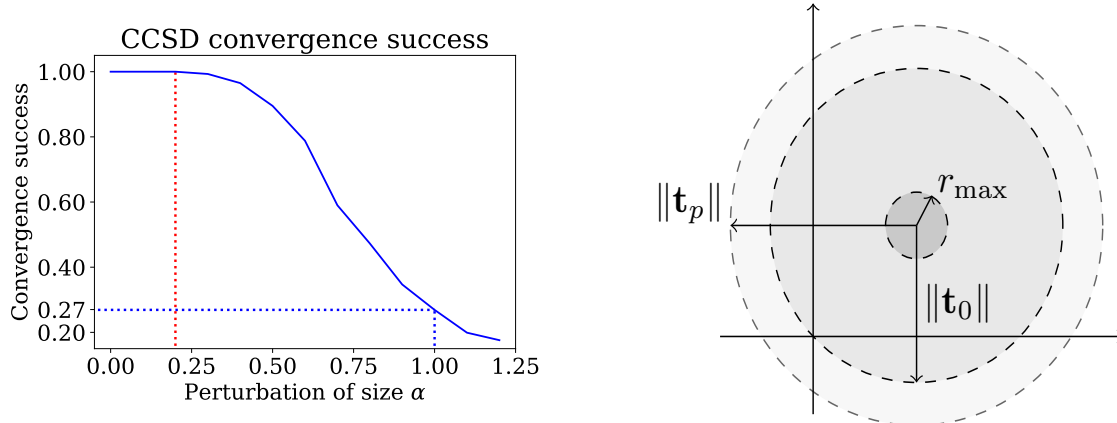 CCSD convergence success
Convergence success
1.00
0.80
0.60
0.40
0.27
0.20
0.00 0.25 0.50 0.75 1.00 1.25
Perturbation of size α
r_max
‖t_p‖
‖t_0‖